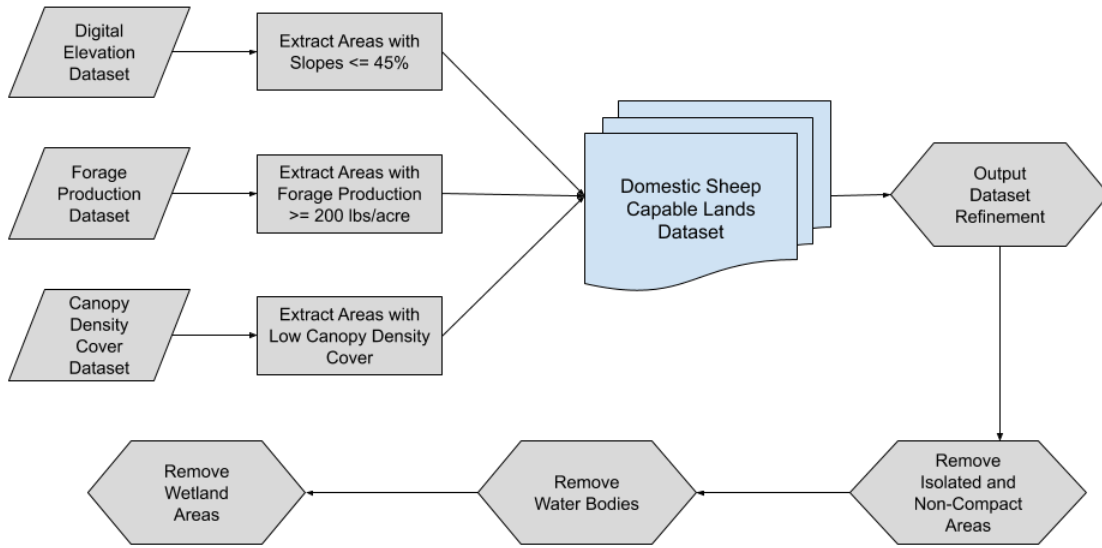 Digital
Elevation
Dataset
Extract Areas with
Slopes <= 45%
Forage
Production
Dataset
Extract Areas with
Forage Production
>= 200 lbs/acre
Canopy
Density
Cover
Dataset
Extract Areas with
Low Canopy Density
Cover
Domestic Sheep
Capable Lands
Dataset
Output
Dataset
Refinement
Remove
Isolated and
Non-Compact
Areas
Remove
Water Bodies
Remove
Wetland
Areas